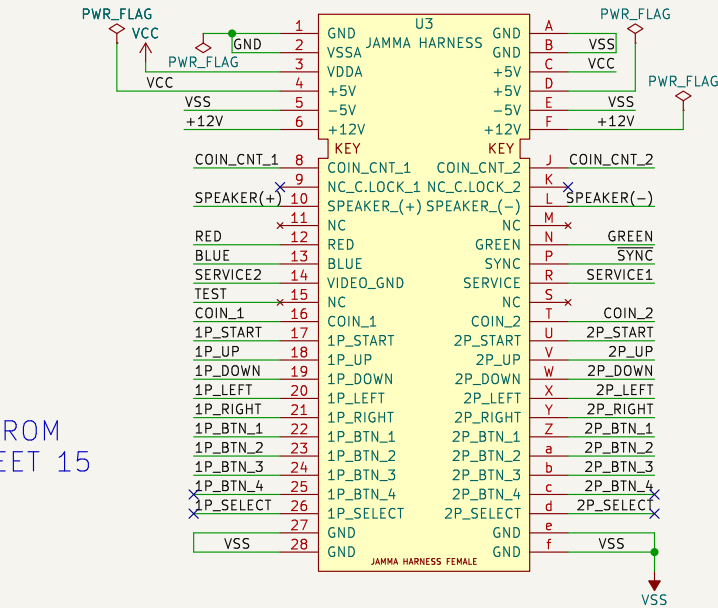 PWR_FLAG U3 PWR_FLAG
VCC 1 GND GND A
GND 2 VSSA JAMMA HARNESS GND B VSS
PWR_FLAG 3 VDDA +5V C VCC
VCC 4 +5V +5V D PWR_FLAG
VSS 5 -5V -5V E VSS
+12V 6 +12V +12V F +12V
KEY KEY
COIN_CNT_1 8 COIN_CNT_1 COIN_CNT_2 J COIN_CNT_2
9 NC_C.LOCK_1 NC_C.LOCK_2 K
SPEAKER(+) 10 SPEAKER_(+) SPEAKER_(-) L SPEAKER(-)
11 NC NC M
RED 12 RED GREEN N GREEN
BLUE 13 BLUE SYNC P SYNC
SERVICE2 14 VIDEO_GND SERVICE R SERVICE1
TEST 15 NC NC S
COIN_1 16 COIN_1 COIN_2 T COIN_2
1P_START 17 1P_START 2P_START U 2P_START
1P_UP 18 1P_UP 2P_UP V 2P_UP
1P_DOWN 19 1P_DOWN 2P_DOWN W 2P_DOWN
1P_LEFT 20 1P_LEFT 2P_LEFT X 2P_LEFT
1P_RIGHT 21 1P_RIGHT 2P_RIGHT Y 2P_RIGHT
1P_BTN_1 22 1P_BTN_1 2P_BTN_1 Z 2P_BTN_1
1P_BTN_2 23 1P_BTN_2 2P_BTN_2 a 2P_BTN_2
1P_BTN_3 24 1P_BTN_3 2P_BTN_3 b 2P_BTN_3
1P_BTN_4 25 1P_BTN_4 2P_BTN_4 c 2P_BTN_4
1P_SELECT 26 1P_SELECT 2P_SELECT d 2P_SELECT
27 GND GND e
VSS 28 GND GND f VSS
JAMMA HARNESS FEMALE
VSS
ROM
EET 15